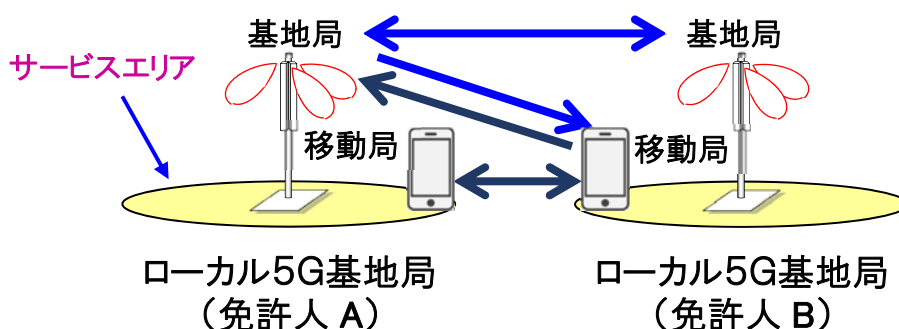 基地局
基地局
サービスエリア
移動局
移動局
ローカル5G基地局
（免許人 A）
ローカル5G基地局
（免許人 B）